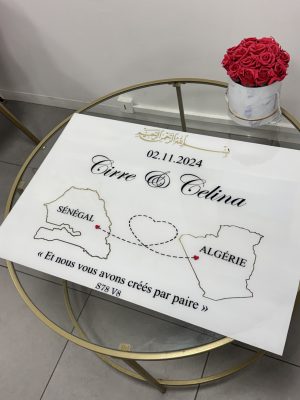 02.11.2024
Cirre & Celina
SÉNÉGAL
ALGÉRIE
« Et nous vous avons créés par paire »
S78 V8